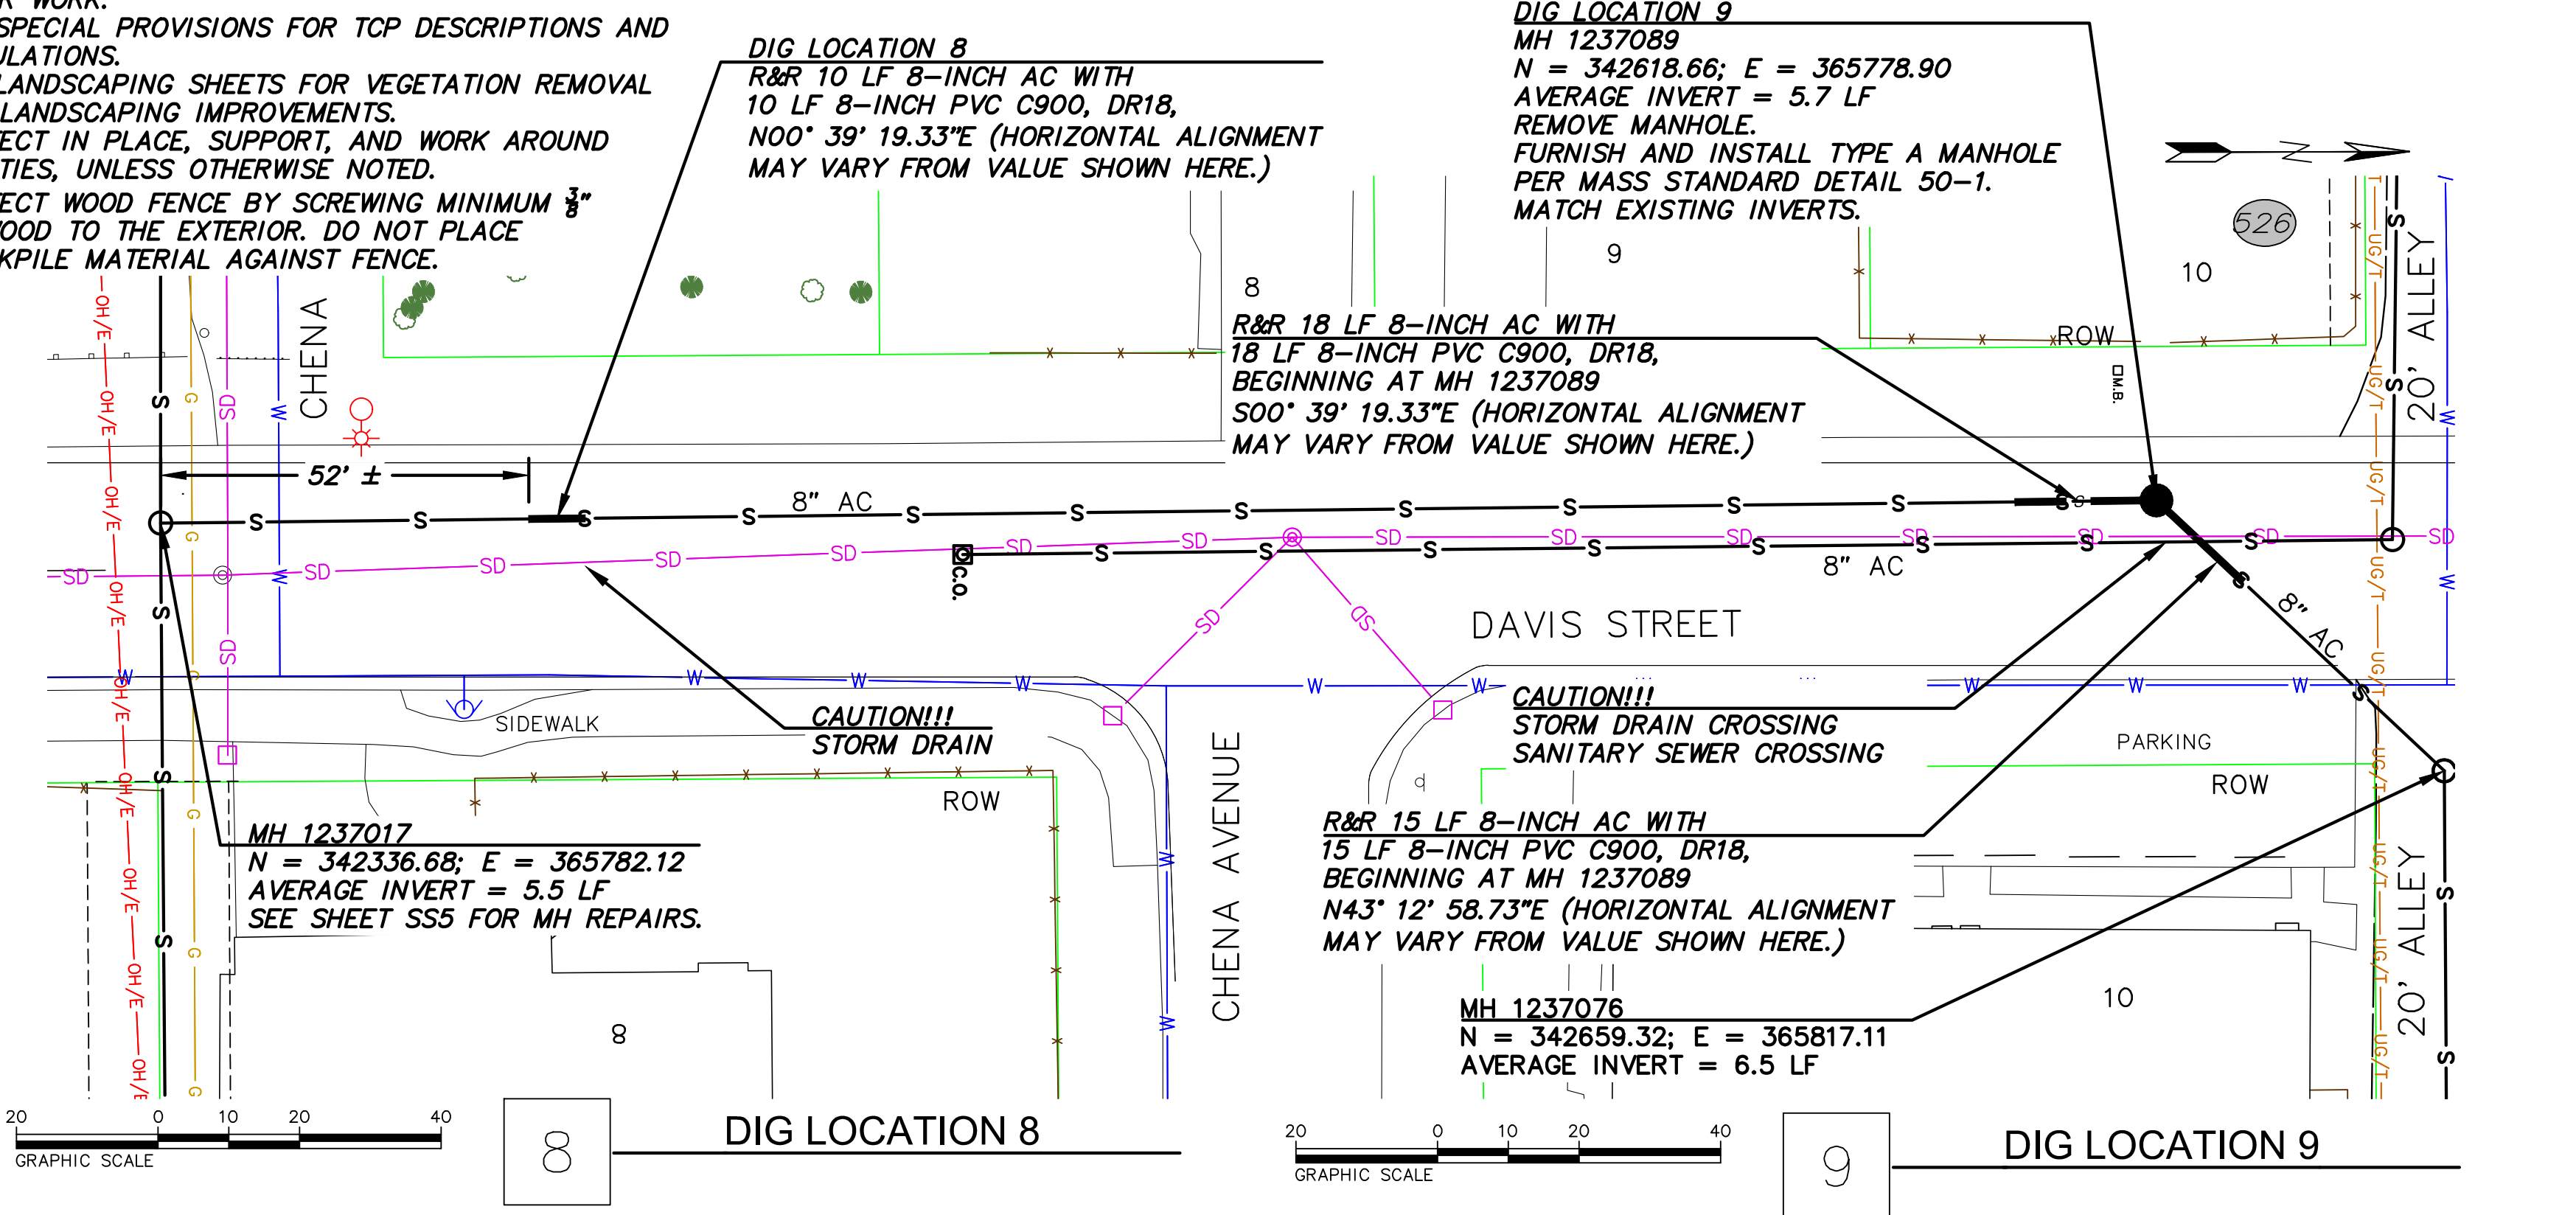 R WORK.
SPECIAL PROVISIONS FOR TCP DESCRIPTIONS AND
ULATIONS.
LANDSCAPING SHEETS FOR VEGETATION REMOVAL
LANDSCAPING IMPROVEMENTS.
ECT IN PLACE, SUPPORT, AND WORK AROUND
TIES, UNLESS OTHERWISE NOTED.
ECT WOOD FENCE BY SCREWING MINIMUM 3/8"
OOD TO THE EXTERIOR. DO NOT PLACE
KPILE MATERIAL AGAINST FENCE.
DIG LOCATION 8
R&R 10 LF 8-INCH AC WITH
10 LF 8-INCH PVC C900, DR18,
N00° 39' 19.33"E (HORIZONTAL ALIGNMENT
MAY VARY FROM VALUE SHOWN HERE.)
DIG LOCATION 9
MH 1237089
N = 342618.66; E = 365778.90
AVERAGE INVERT = 5.7 LF
REMOVE MANHOLE.
FURNISH AND INSTALL TYPE A MANHOLE
PER MASS STANDARD DETAIL 50-1.
MATCH EXISTING INVERTS.
N
526
8
9
10
CHENA
20' ALLEY
ROW
M.B.
R&R 18 LF 8-INCH AC WITH
18 LF 8-INCH PVC C900, DR18,
BEGINNING AT MH 1237089
S00° 39' 19.33"E (HORIZONTAL ALIGNMENT
MAY VARY FROM VALUE SHOWN HERE.)
52' ±
8" AC
C.O.
8" AC
8" AC
DAVIS STREET
SIDEWALK
CAUTION!!!
STORM DRAIN
CAUTION!!!
STORM DRAIN CROSSING
SANITARY SEWER CROSSING
PARKING
ROW
ROW
CHENA AVENUE
20' ALLEY
MH 1237017
N = 342336.68; E = 365782.12
AVERAGE INVERT = 5.5 LF
SEE SHEET SS5 FOR MH REPAIRS.
R&R 15 LF 8-INCH AC WITH
15 LF 8-INCH PVC C900, DR18,
BEGINNING AT MH 1237089
N43° 12' 58.73"E (HORIZONTAL ALIGNMENT
MAY VARY FROM VALUE SHOWN HERE.)
MH 1237076
N = 342659.32; E = 365817.11
AVERAGE INVERT = 6.5 LF
8
10
20 0 10 20 40
GRAPHIC SCALE
8
DIG LOCATION 8
20 0 10 20 40
GRAPHIC SCALE
9
DIG LOCATION 9